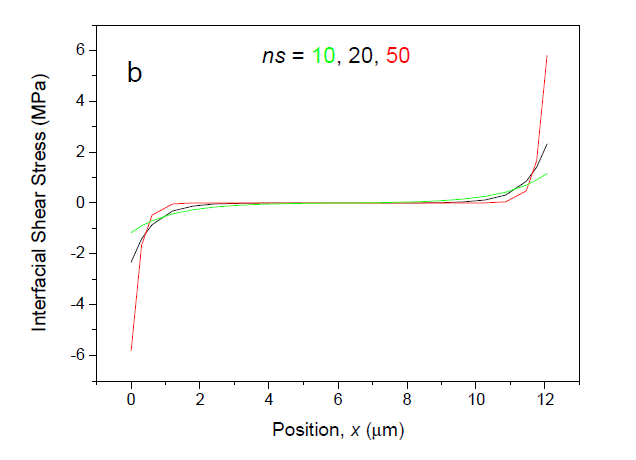 b
ns = 10, 20, 50
Interfacial Shear Stress (MPa)
6
4
2
0
-2
-4
-6
0 2 4 6 8 10 12
Position, x (μm)